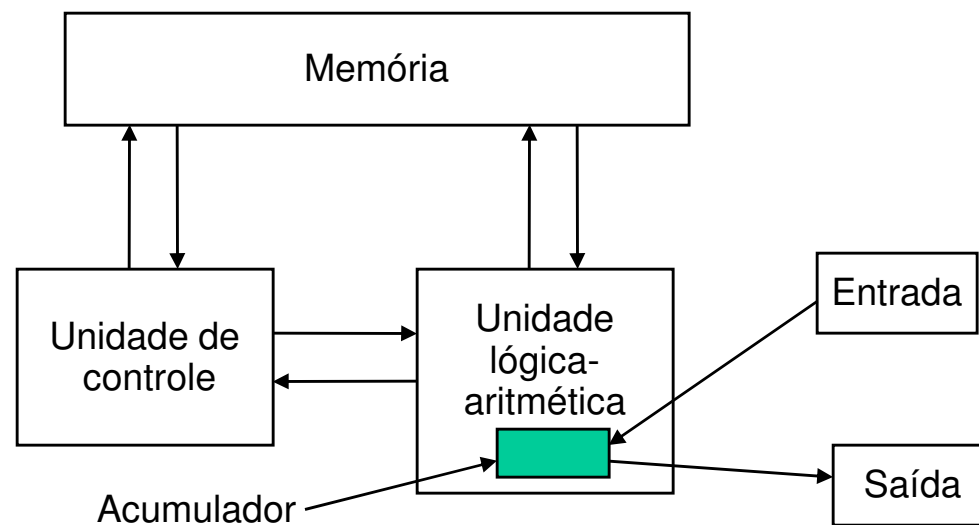 Memória
Unidade de
controle
Unidade
lógica-
aritmética
Entrada
Saída
Acumulador